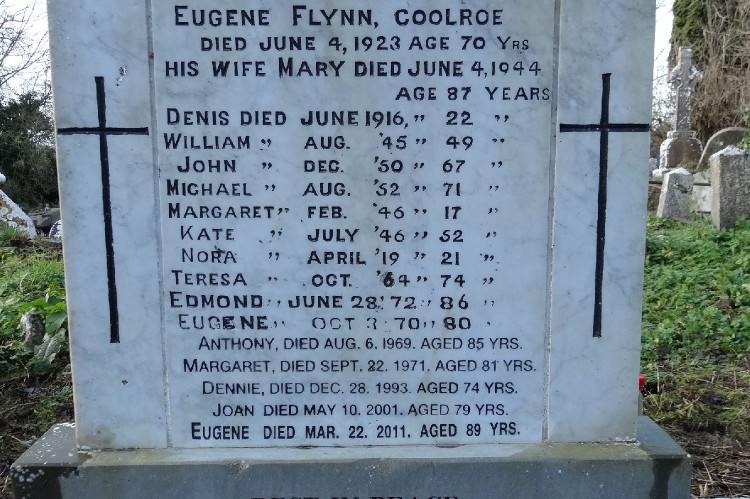 EUGENE FLYNN, COOLROE
DIED JUNE 4, 1923 AGE 70 YRS
HIS WIFE MARY DIED JUNE 4, 1944
AGE 87 YEARS
DENIS DIED JUNE 1916, " 22 "
WILLIAM " AUG. '45 " 49 "
JOHN " DEC. '50 " 67 "
MICHAEL " AUG. '52 " 71 "
MARGARET " FEB. '46 " 17 "
KATE " JULY '46 " 52 "
NORA " APRIL '19 " 21 "
TERESA " OCT. '64 " 74 "
EDMOND " JUNE 28 '72 " 86 "
EUGENE " OCT 3 '70 " 80 "
ANTHONY, DIED AUG. 6, 1969. AGED 85 YRS.
MARGARET, DIED SEPT. 22. 1971. AGED 81 YRS.
DENNIE, DIED DEC. 28. 1993. AGED 74 YRS.
JOAN DIED MAY 10. 2001. AGED 79 YRS.
EUGENE DIED MAR. 22. 2011. AGED 89 YRS.
REST IN PEACE